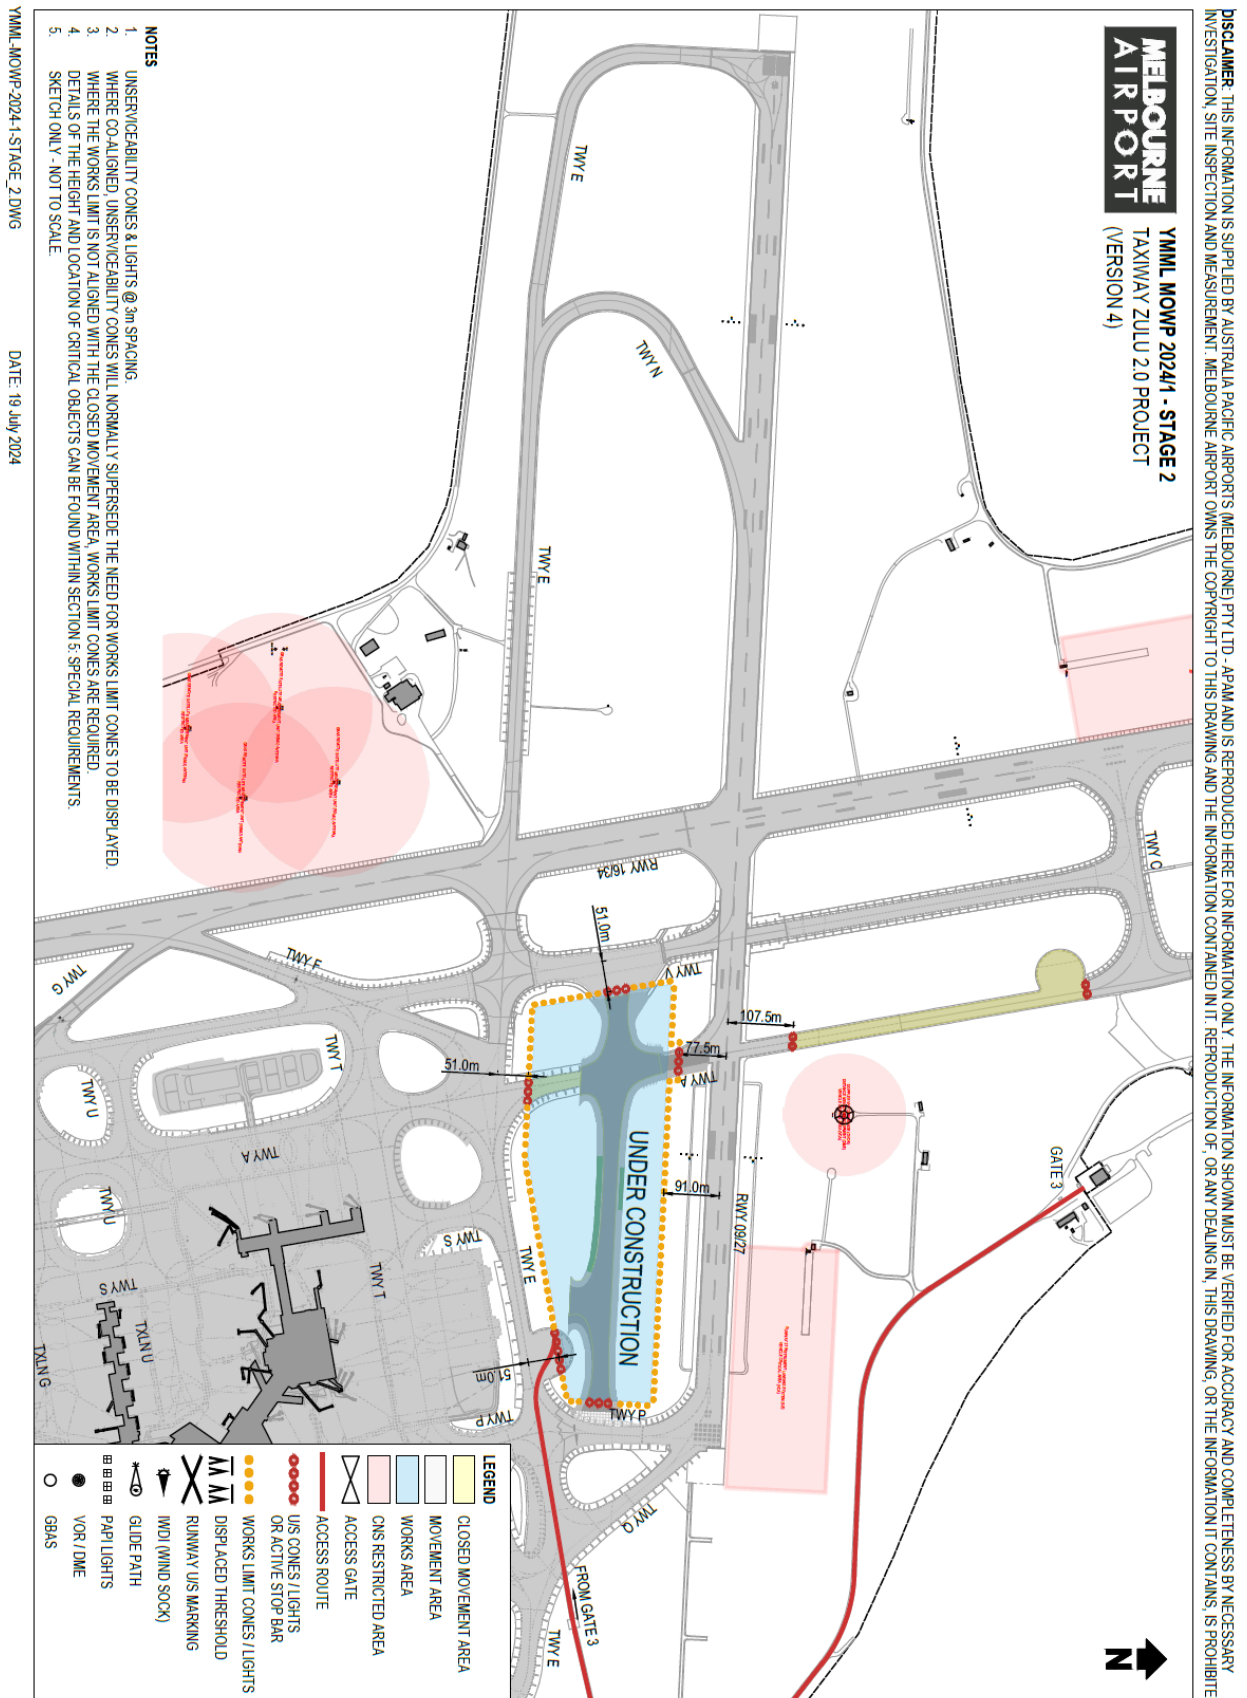 DISCLAIMER: THIS INFORMATION IS SUPPLIED BY AUSTRALIA PACIFIC AIRPORTS (MELBOURNE) PTY LTD - APAM AND IS REPRODUCED HERE FOR INFORMATION ONLY. THE INFORMATION SHOWN MUST BE VERIFIED FOR ACCURACY AND COMPLETENESS BY NECESSARY
INVESTIGATION, SITE INSPECTION AND MEASUREMENT. MELBOURNE AIRPORT OWNS THE COPYRIGHT TO THIS DRAWING AND THE INFORMATION CONTAINED IN IT. REPRODUCTION OF, OR ANY DEALING IN, THIS DRAWING, OR THE INFORMATION IT CONTAINS, IS PROHIBITE
MELBOURNE
AIRPORT
YMML MOWP 2024/1 - STAGE 2
TAXIWAY ZULU 2.0 PROJECT
(VERSION 4)
N
GATE 3
TWY C
107.5m
77.5m
91.0m
RWY 09/27
TWY V
TWY A
UNDER CONSTRUCTION
TWY P
TWY Q
TWY N
TWY E
TWY E
RWY 16/34
51.0m
51.0m
51.0m
TWY E
TWY F
TWY G
TWY T
TWY U
TWY A
TWY U
TWY S
TWY S
TWY T
TXLN U
TXLN G
TWY P
FROM GATE 3
TWY E
LEGEND
CLOSED MOVEMENT AREA
MOVEMENT AREA
WORKS AREA
CNS RESTRICTED AREA
ACCESS GATE
ACCESS ROUTE
U/S CONES / LIGHTS
OR ACTIVE STOP BAR
WORKS LIMIT CONES / LIGHTS
DISPLACED THRESHOLD
RUNWAY U/S MARKING
IWDI (WIND SOCK)
GLIDE PATH
PAPI LIGHTS
VOR / DME
GBAS
NOTES
1. UNSERVICEABILITY CONES & LIGHTS @ 3m SPACING.
2. WHERE CO-ALIGNED, UNSERVICEABILITY CONES WILL NORMALLY SUPERSEDE THE NEED FOR WORKS LIMIT CONES TO BE DISPLAYED.
3. WHERE THE WORKS LIMIT IS NOT ALIGNED WITH THE CLOSED MOVEMENT AREA, WORKS LIMIT CONES ARE REQUIRED.
4. DETAILS OF THE HEIGHT AND LOCATION OF CRITICAL OBJECTS CAN BE FOUND WITHIN SECTION 5: SPECIAL REQUIREMENTS.
5. SKETCH ONLY - NOT TO SCALE.
YMML-MOWP-2024-1-STAGE_2.DWG
DATE: 19 July 2024